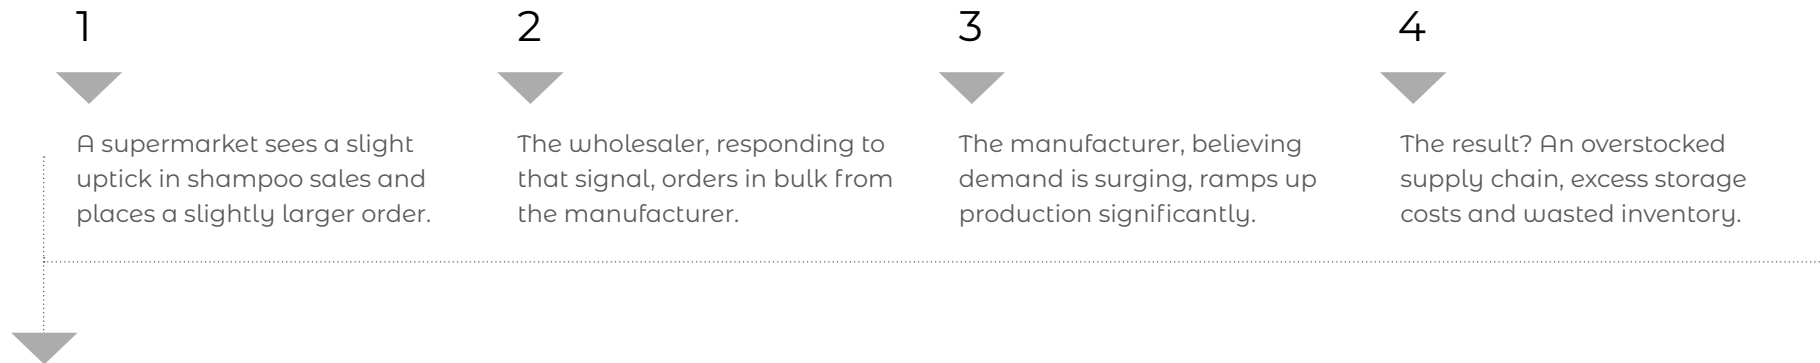 1
A supermarket sees a slight
uptick in shampoo sales and
places a slightly larger order.
2
The wholesaler, responding to
that signal, orders in bulk from
the manufacturer.
3
The manufacturer, believing
demand is surging, ramps up
production significantly.
4
The result? An overstocked
supply chain, excess storage
costs and wasted inventory.